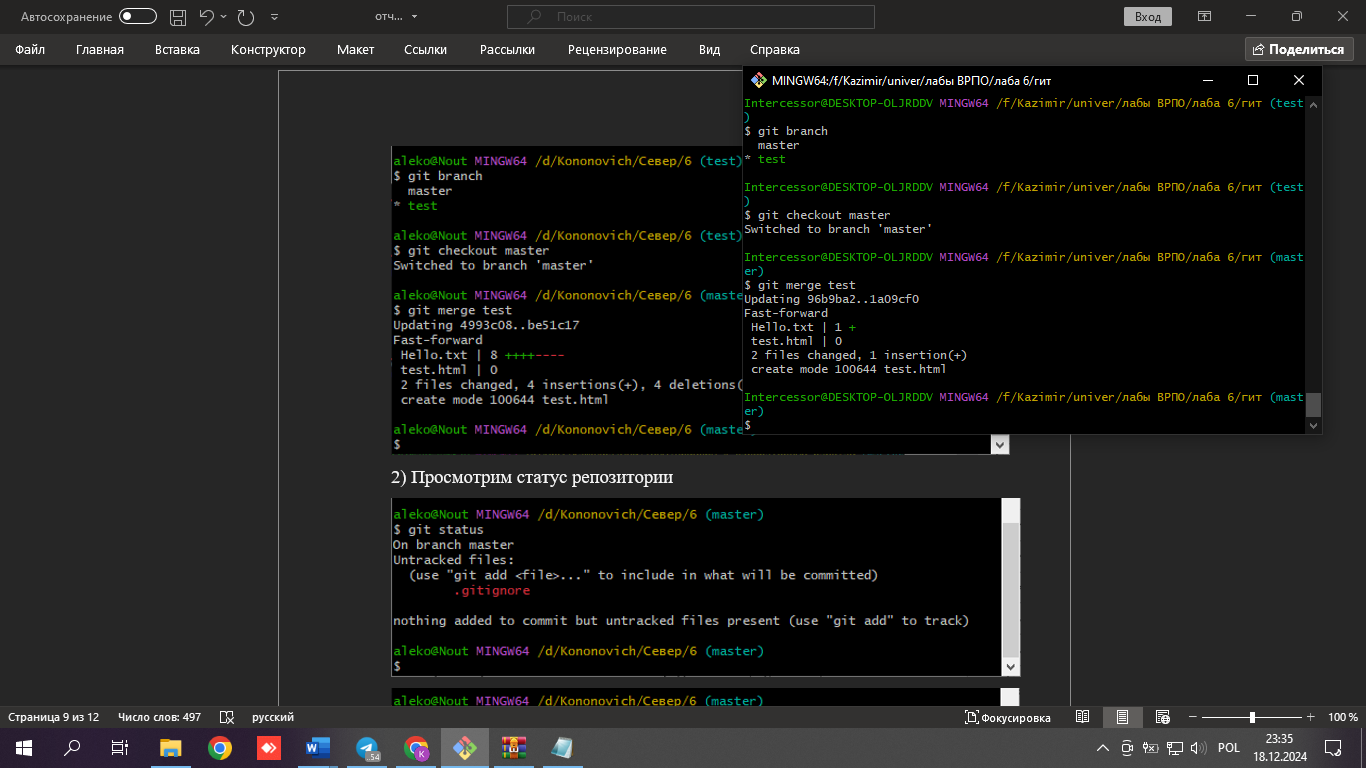 Автосохранение
отч...
Поиск
Вход
Файл
Главная
Вставка
Конструктор
Макет
Ссылки
Рассылки
Рецензирование
Вид
Справка
Поделиться
aleko@Nout MINGW64 /d/Kononovich/Север/6 (test)
$ git branch
  master
* test
aleko@Nout MINGW64 /d/Kononovich/Север/6 (test)
$ git checkout master
Switched to branch 'master'
aleko@Nout MINGW64 /d/Kononovich/Север/6 (maste
$ git merge test
Updating 4993c08..be51c17
Fast-forward
 Hello.txt | 8 ++++----
 test.html | 0
 2 files changed, 4 insertions(+), 4 deletions(
 create mode 100644 test.html
aleko@Nout MINGW64 /d/Kononovich/Север/6 (maste
$
MINGW64:/f/Kazimir/univer/лабы ВРПО/лаба 6/гит
Intercessor@DESKTOP-OLJRDDV MINGW64 /f/Kazimir/univer/лабы ВРПО/лаба 6/гит (test
)
$ git branch
  master
* test
Intercessor@DESKTOP-OLJRDDV MINGW64 /f/Kazimir/univer/лабы ВРПО/лаба 6/гит (test
)
$ git checkout master
Switched to branch 'master'
Intercessor@DESKTOP-OLJRDDV MINGW64 /f/Kazimir/univer/лабы ВРПО/лаба 6/гит (mast
er)
$ git merge test
Updating 96b9ba2..1a09cf0
Fast-forward
 Hello.txt | 1 +
 test.html | 0
 2 files changed, 1 insertion(+)
 create mode 100644 test.html
Intercessor@DESKTOP-OLJRDDV MINGW64 /f/Kazimir/univer/лабы ВРПО/лаба 6/гит (mast
er)
$
2) Просмотрим статус репозитории
aleko@Nout MINGW64 /d/Kononovich/Север/6 (master)
$ git status
On branch master
Untracked files:
  (use "git add <file>..." to include in what will be committed)
        .gitignore
nothing added to commit but untracked files present (use "git add" to track)
aleko@Nout MINGW64 /d/Kononovich/Север/6 (master)
$
aleko@Nout MINGW64 /d/Kononovich/Север/6 (master)
Страница 9 из 12
Число слов: 497
русский
Фокусировка
100 %
54
K
POL
23:35
18.12.2024